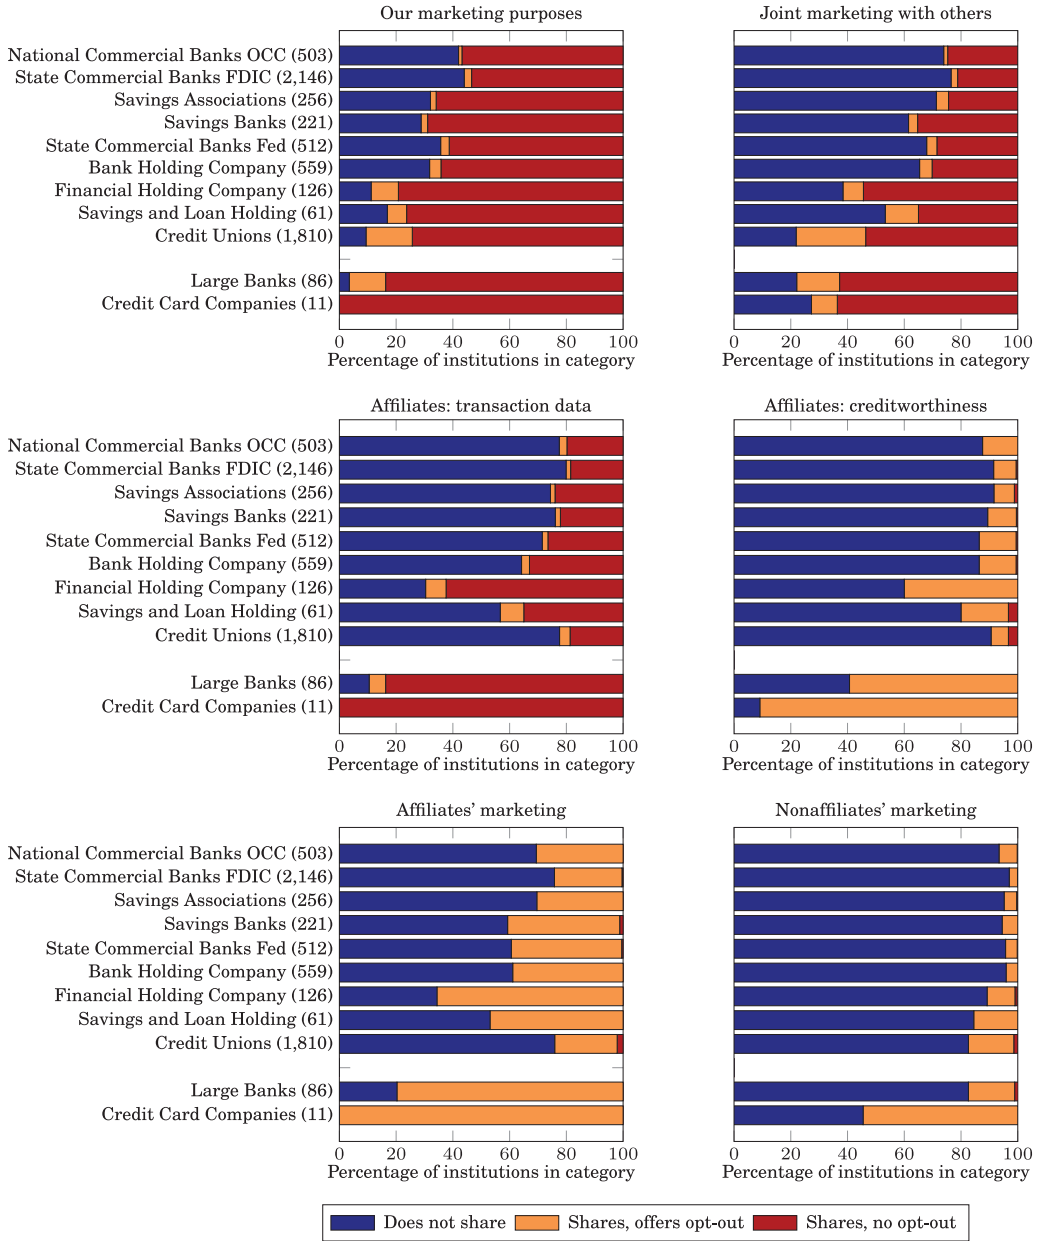 Our marketing purposes
Joint marketing with others
National Commercial Banks OCC (503)
State Commercial Banks FDIC (2,146)
Savings Associations (256)
Savings Banks (221)
State Commercial Banks Fed (512)
Bank Holding Company (559)
Financial Holding Company (126)
Savings and Loan Holding (61)
Credit Unions (1,810)
Large Banks (86)
Credit Card Companies (11)
0 20 40 60 80 100
0 20 40 60 80 100
Percentage of institutions in category
Percentage of institutions in category
Affiliates: transaction data
Affiliates: creditworthiness
National Commercial Banks OCC (503)
State Commercial Banks FDIC (2,146)
Savings Associations (256)
Savings Banks (221)
State Commercial Banks Fed (512)
Bank Holding Company (559)
Financial Holding Company (126)
Savings and Loan Holding (61)
Credit Unions (1,810)
Large Banks (86)
Credit Card Companies (11)
0 20 40 60 80 100
0 20 40 60 80 100
Percentage of institutions in category
Percentage of institutions in category
Affiliates’ marketing
Nonaffiliates’ marketing
National Commercial Banks OCC (503)
State Commercial Banks FDIC (2,146)
Savings Associations (256)
Savings Banks (221)
State Commercial Banks Fed (512)
Bank Holding Company (559)
Financial Holding Company (126)
Savings and Loan Holding (61)
Credit Unions (1,810)
Large Banks (86)
Credit Card Companies (11)
0 20 40 60 80 100
0 20 40 60 80 100
Percentage of institutions in category
Percentage of institutions in category
Does not share
Shares, offers opt-out
Shares, no opt-out